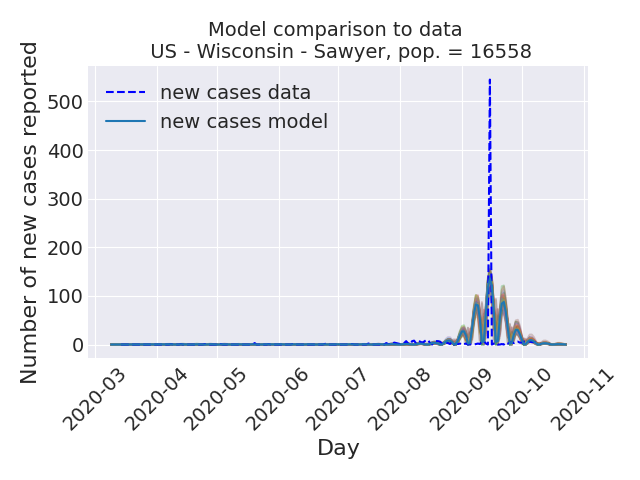 Model comparison to data
US - Wisconsin - Sawyer, pop. = 16558
Number of new cases reported
500
400
300
200
100
0
new cases data
new cases model
2020-03
2020-04
2020-05
2020-06
2020-07
2020-08
2020-09
2020-10
2020-11
Day